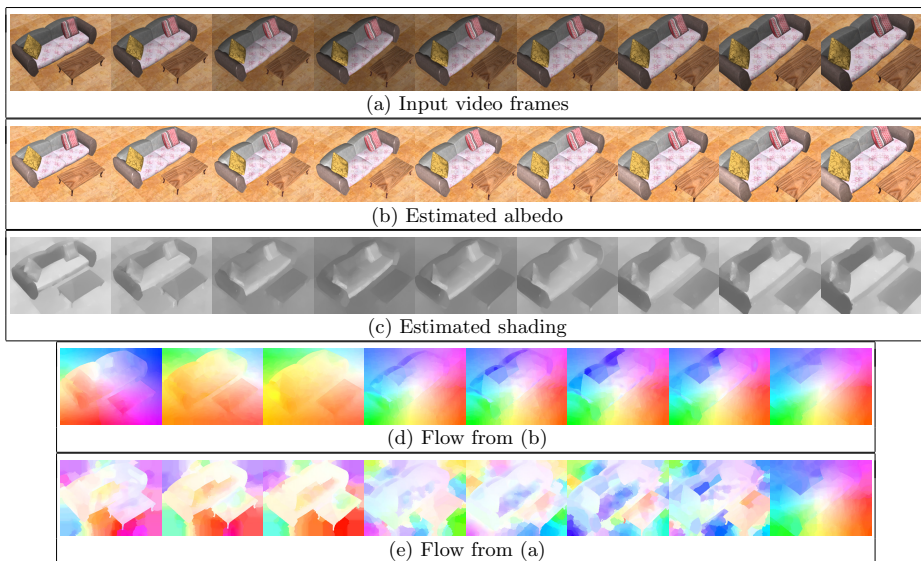 (a) Input video frames
(b) Estimated albedo
(c) Estimated shading
(d) Flow from (b)
(e) Flow from (a)